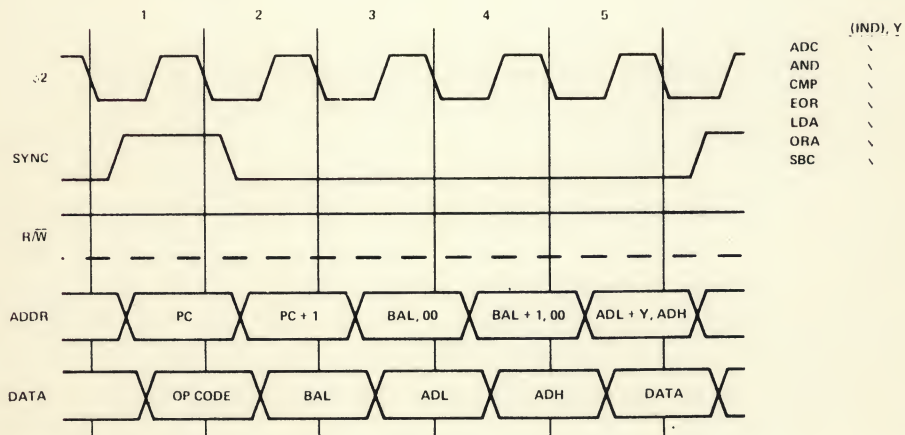 1 2 3 4 5
(IND), Y
ADC
AND
CMP
EOR
LDA
ORA
SBC
SYNC
R/W̅
ADDR PC PC + 1 BAL, 00 BAL + 1, 00 ADL + Y, ADH
DATA OP CODE BAL ADL ADH DATA